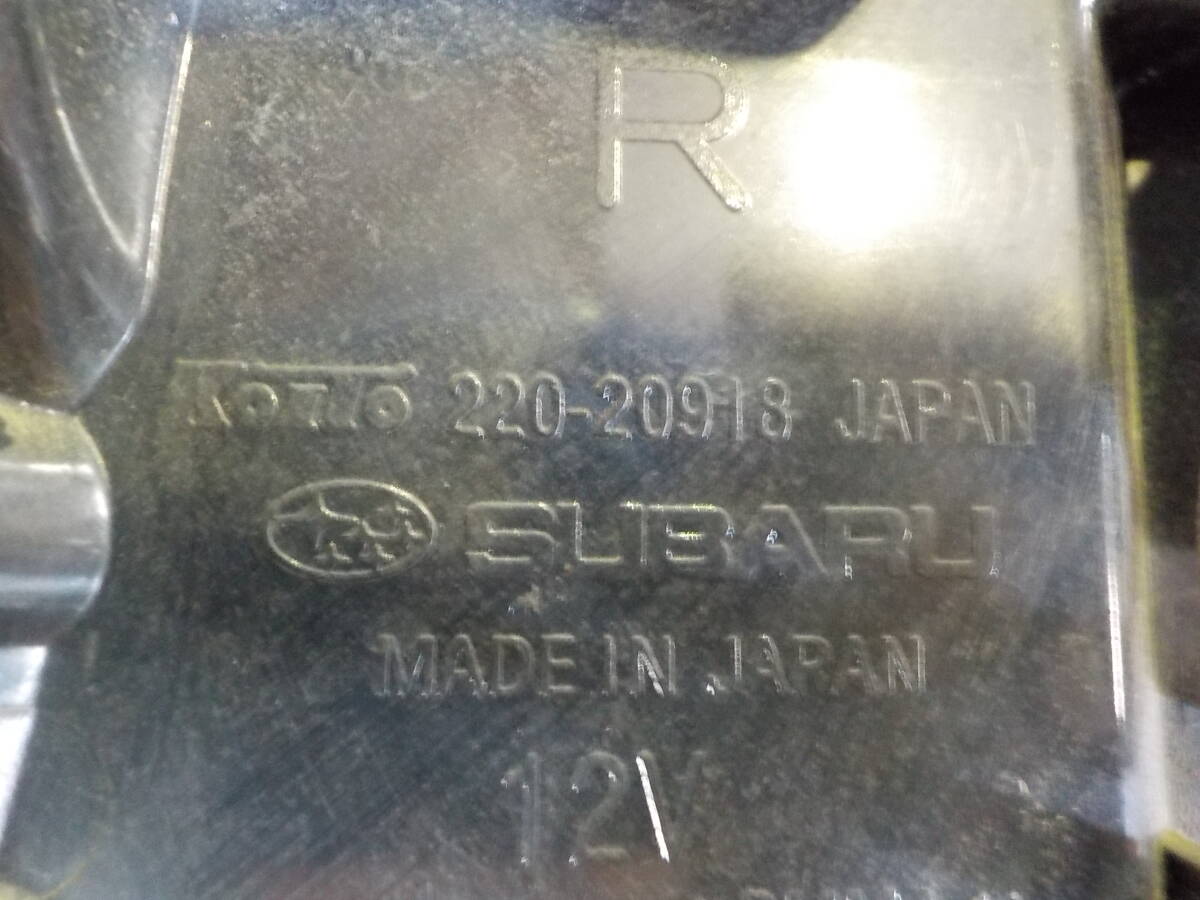 R
KOITO 220-20918 JAPAN
SUBARU
MADE IN JAPAN
12V